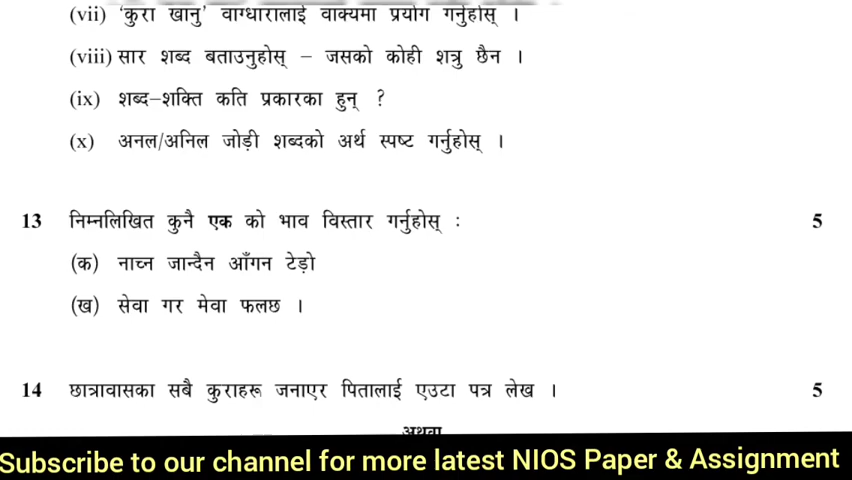 (vii) ‘कुरा खानु’ वाग्धारालाई वाक्यमा प्रयोग गर्नुहोस् ।
(viii) सार शब्द बताउनुहोस् – जसको कोही शत्रु छैन ।
(ix) शब्द–शक्ति कति प्रकारका हुन् ?
(x) अनल/अनिल जोड़ी शब्दको अर्थ स्पष्ट गर्नुहोस् ।
13 निम्नलिखित कुनै एक को भाव विस्तार गर्नुहोस् : 5
(क) नाच्न जान्दैन आँगन टेड़ो
(ख) सेवा गर मेवा फलछ ।
14 छात्रावासका सबै कुराहरू जनाएर पितालाई एउटा पत्र लेख । 5
अथवा
Subscribe to our channel for more latest NIOS Paper & Assignment